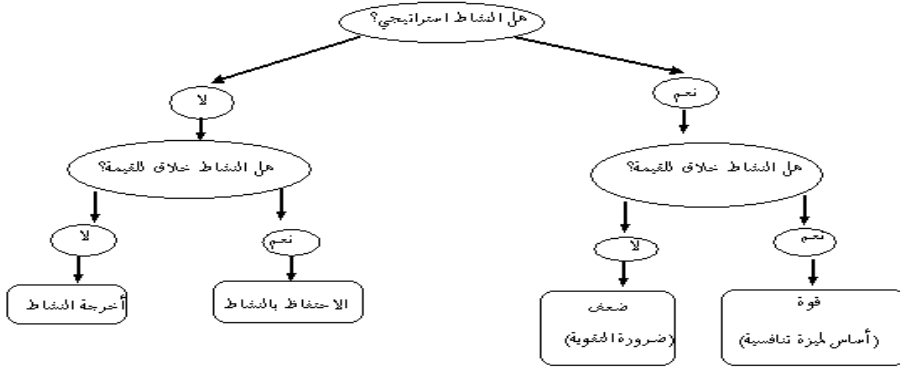 هل النشاط استراتيجي؟
نعم
لا
هل النشاط خلاق للقيمة؟
هل النشاط خلاق للقيمة؟
نعم
لا
نعم
لا
قوة
(أساس لميزة تنافسية)
ضعف
(ضرورة التقوية)
الاحتفاظ بالنشاط
أخرجة النشاط